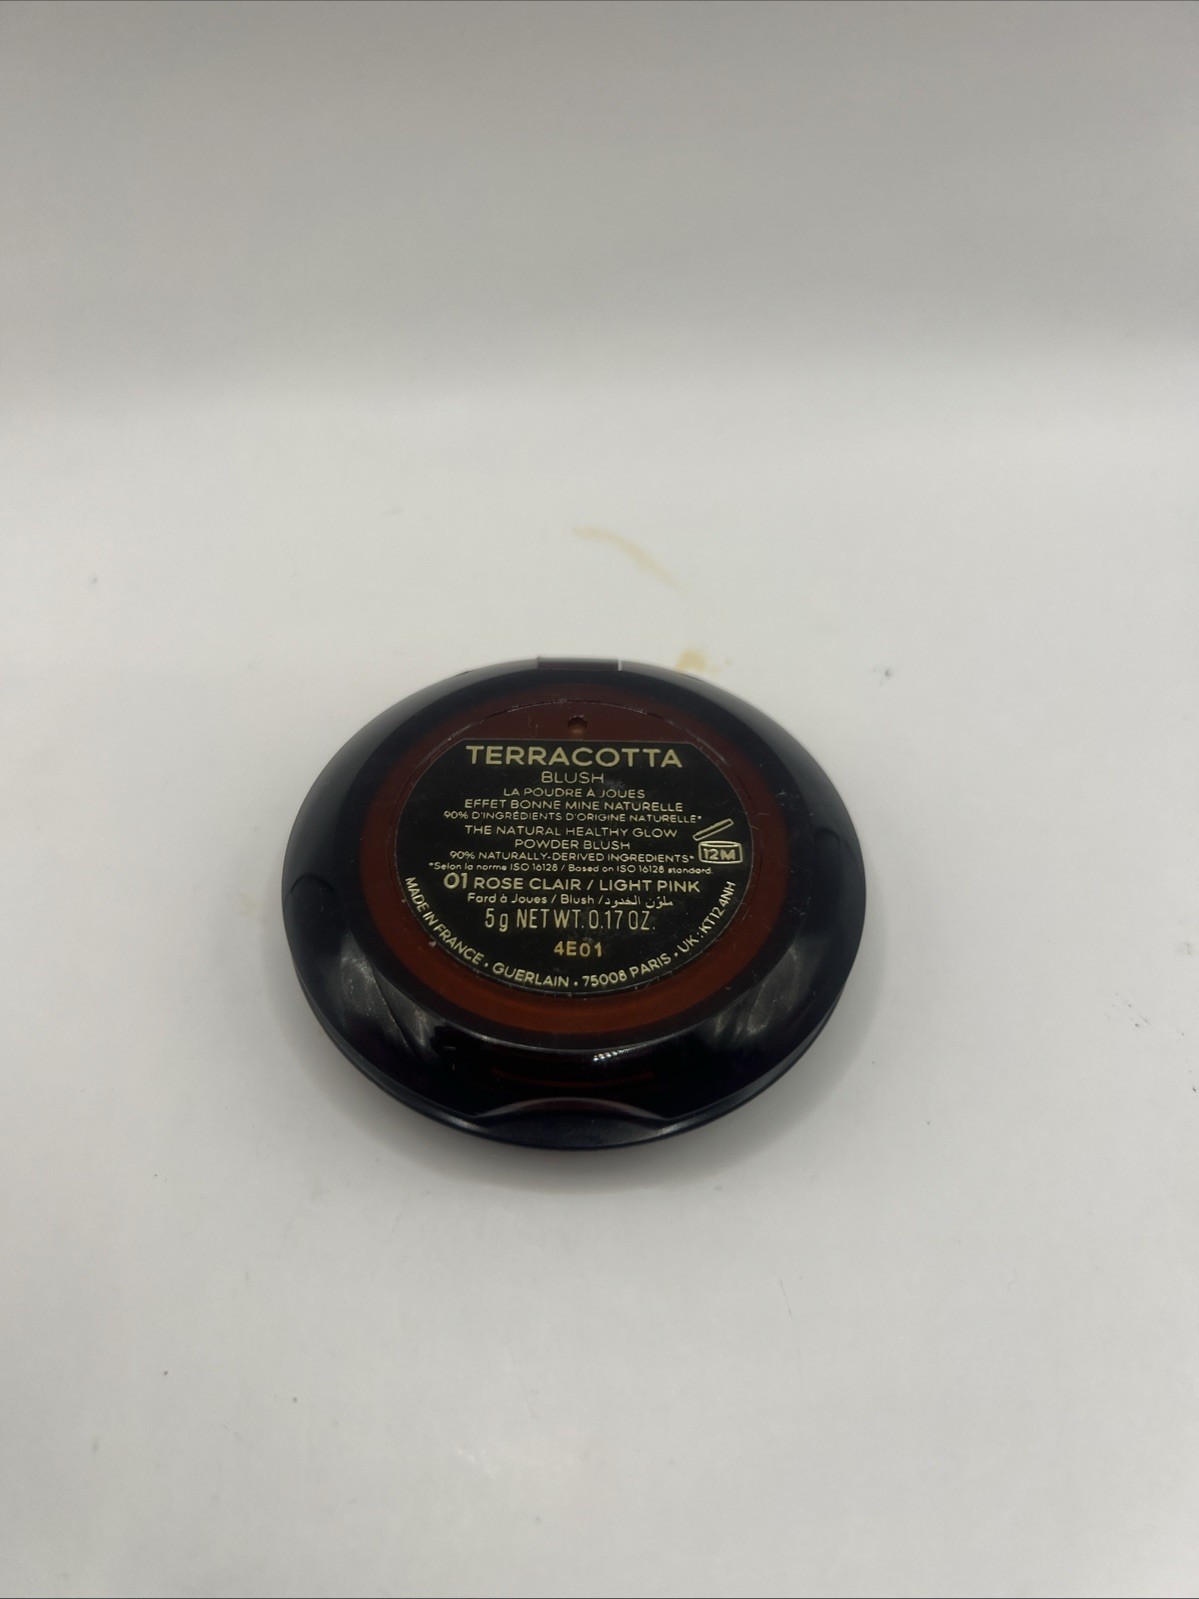 TERRACOTTA
BLUSH
LA POUDRE À JOUES
EFFET BONNE MINE NATURELLE
90% D'INGRÉDIENTS D'ORIGINE NATURELLE*
THE NATURAL HEALTHY GLOW
POWDER BLUSH
90% NATURALLY-DERIVED INGREDIENTS*
12M
*Selon la norme ISO 16128 / Based on ISO 16128 standard.
01 ROSE CLAIR / LIGHT PINK
Fard à Joues / Blush / ملوّن الخدود
5g NET WT. 0.17 OZ.
4E01
MADE IN FRANCE • GUERLAIN • 75008 PARIS • UK: KT12 4NH